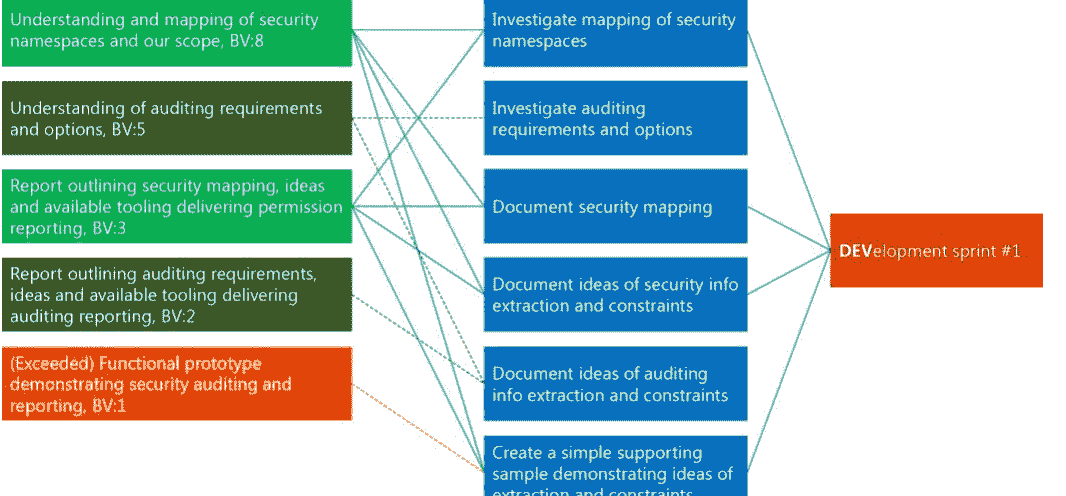 Understanding and mapping of security
namespaces and our scope, BV:8
Understanding of auditing requirements
and options, BV:5
Report outlining security mapping, ideas
and available tooling delivering permission
reporting, BV:3
Report outlining auditing requirements,
ideas and available tooling delivering
auditing reporting, BV:2
(Exceeded) Functional prototype
demonstrating security auditing and
reporting, BV:1
Investigate mapping of security
namespaces
Investigate auditing
requirements and options
Document security mapping
Document ideas of security info
extraction and constraints
Document ideas of auditing
info extraction and constraints
Create a simple supporting
sample demonstrating ideas of
extraction and constraints
DEVelopment sprint #1